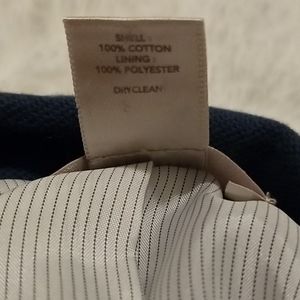 SHELL :
100% COTTON
LINING :
100% POLYESTER
DRYCLEAN